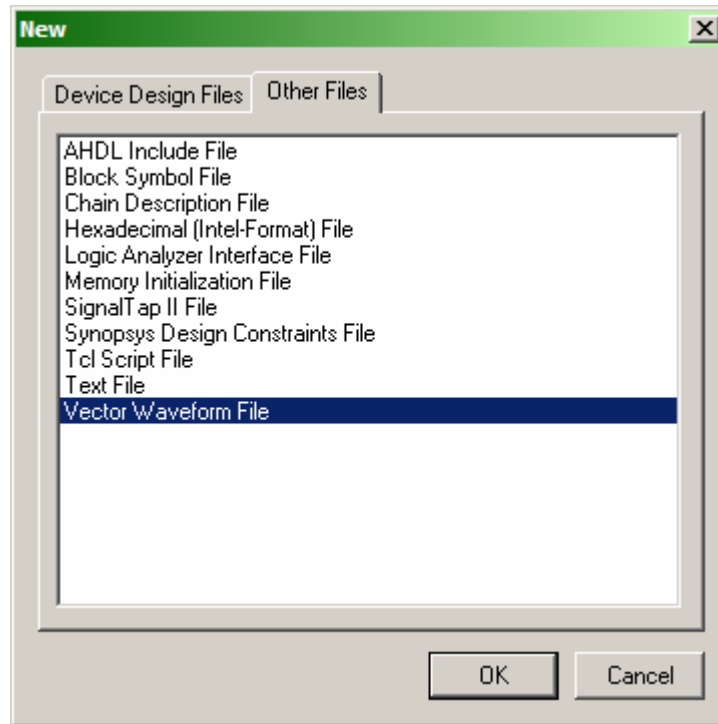 New
Device Design Files Other Files
AHDL Include File
Block Symbol File
Chain Description File
Hexadecimal (Intel-Format) File
Logic Analyzer Interface File
Memory Initialization File
SignalTap II File
Synopsys Design Constraints File
Tcl Script File
Text File
Vector Waveform File
OK Cancel